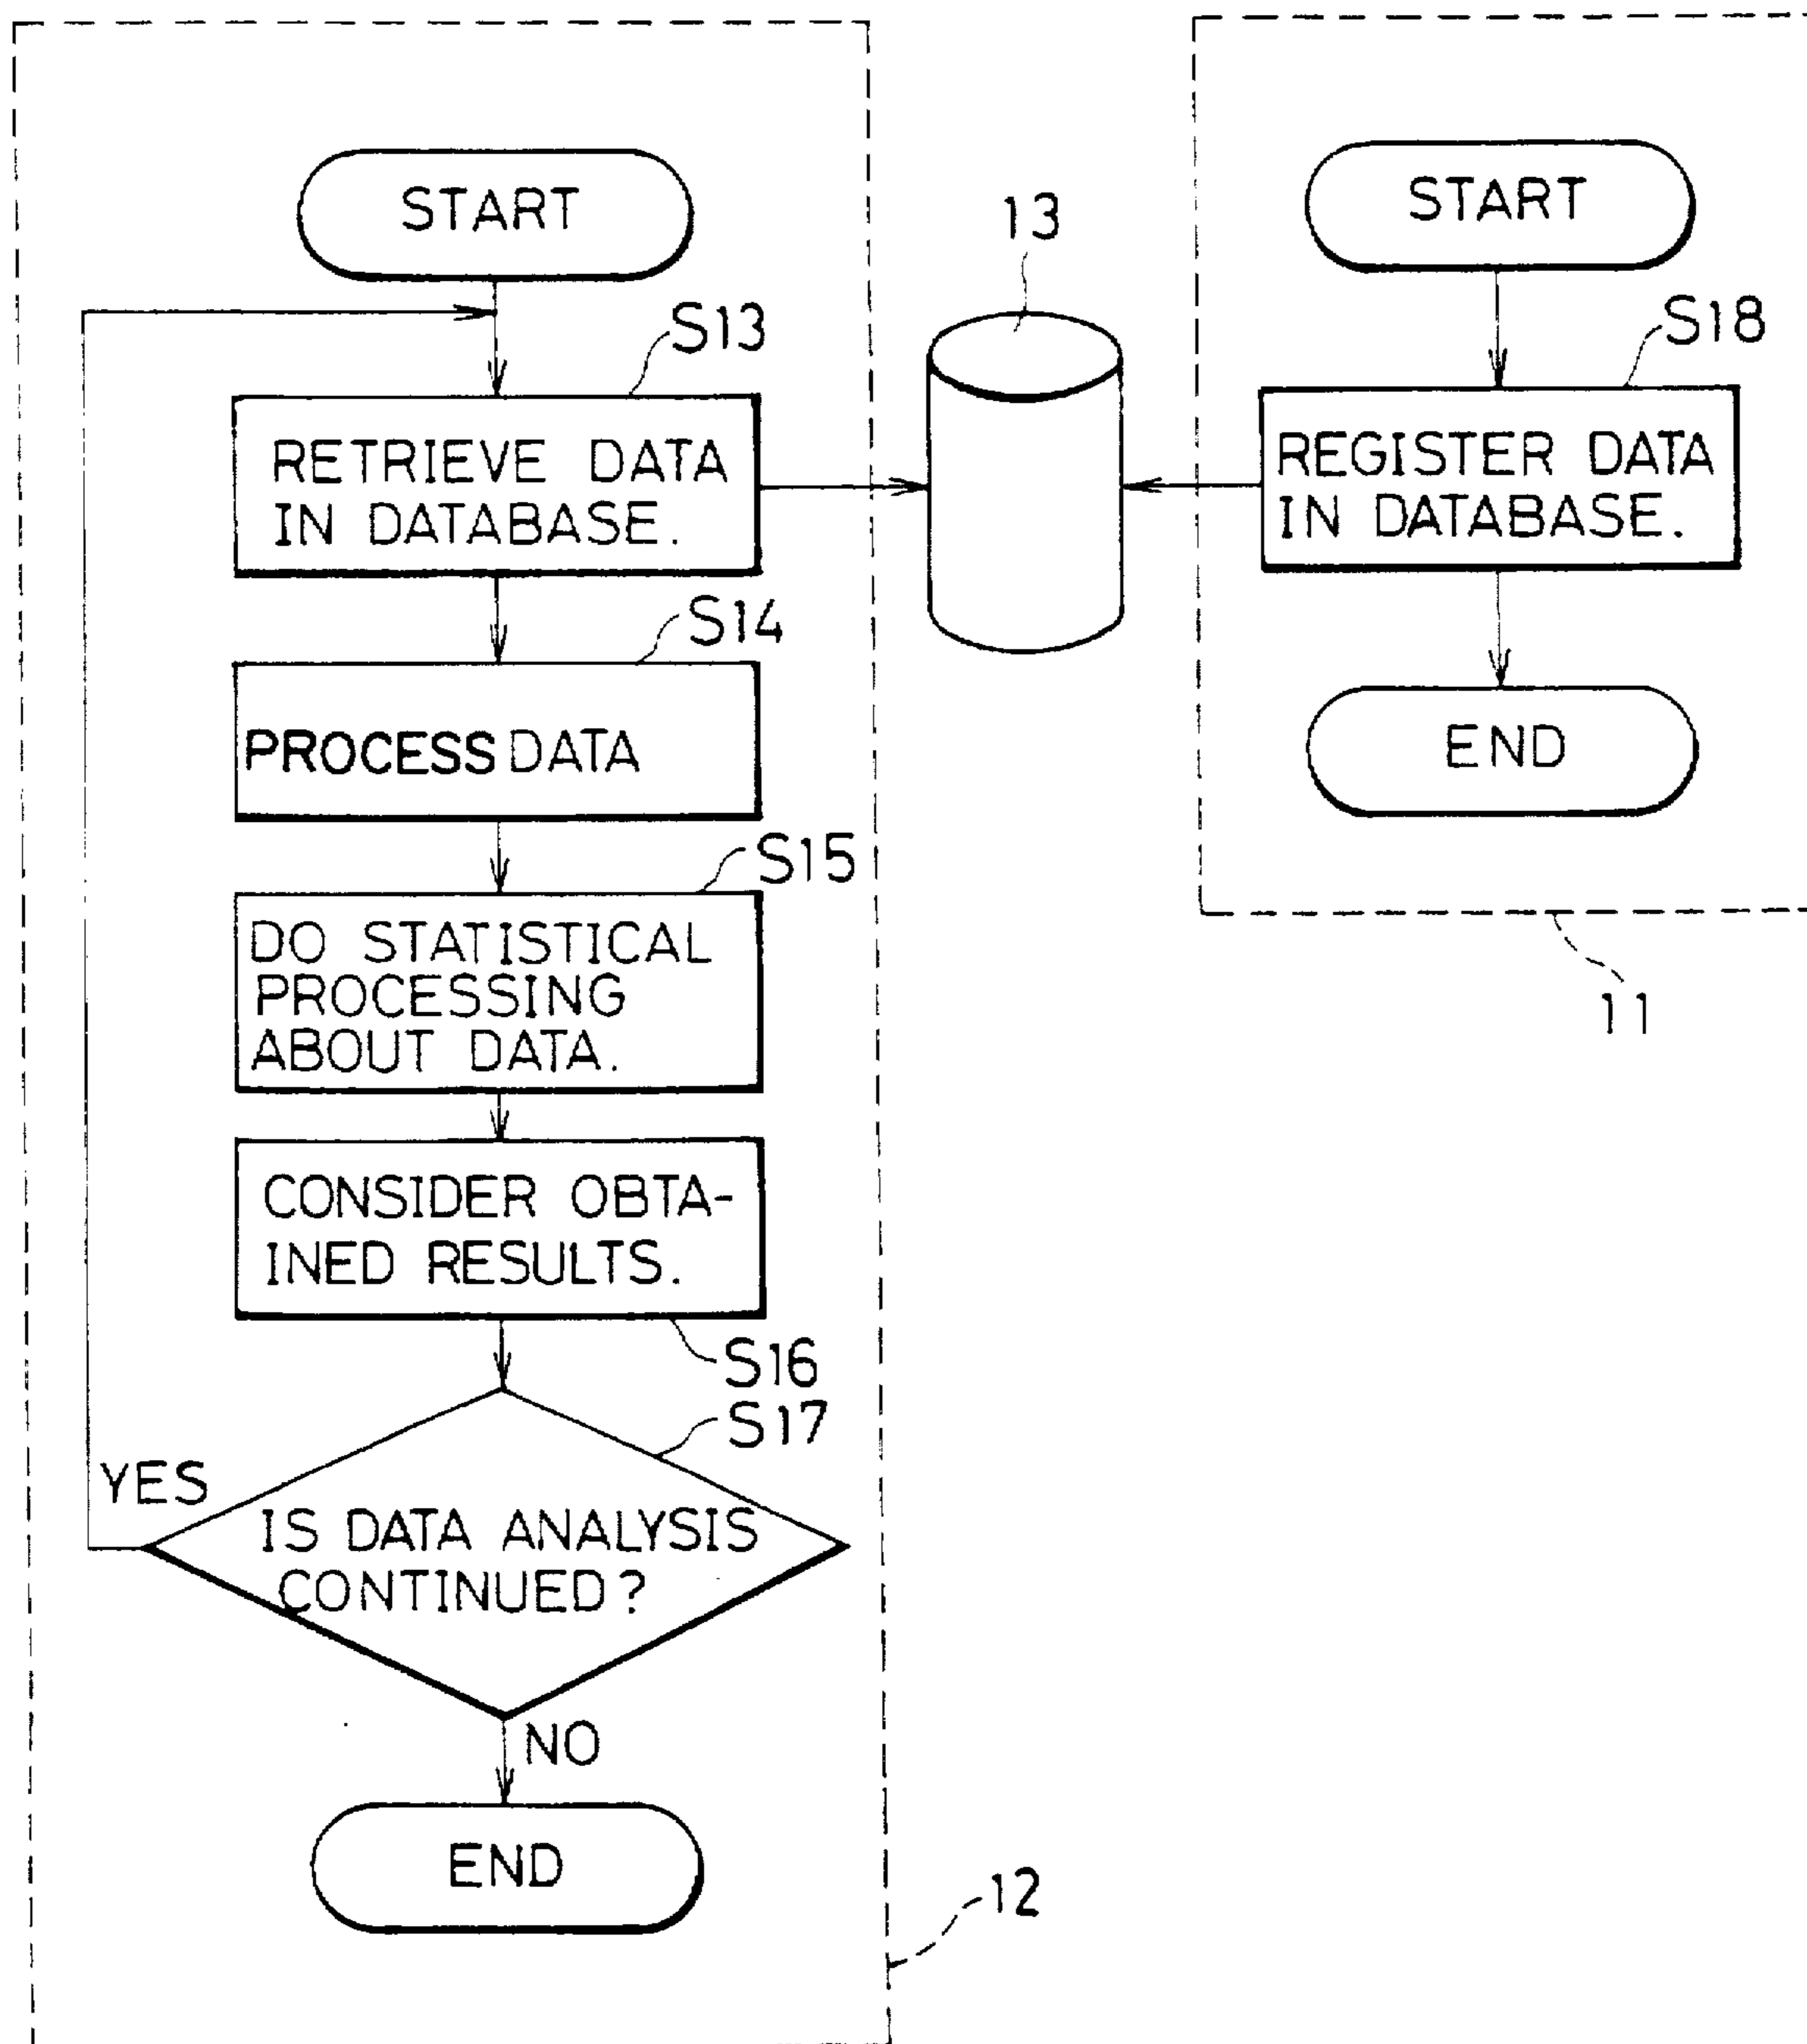 START
S13
RETRIEVE DATA
IN DATABASE.
S14
PROCESS DATA
S15
DO STATISTICAL
PROCESSING
ABOUT DATA.
CONSIDER OBTA-
INED RESULTS.
S16
S17
YES
IS DATA ANALYSIS
CONTINUED?
NO
END
12
13
START
S18
REGISTER DATA
IN DATABASE.
END
11